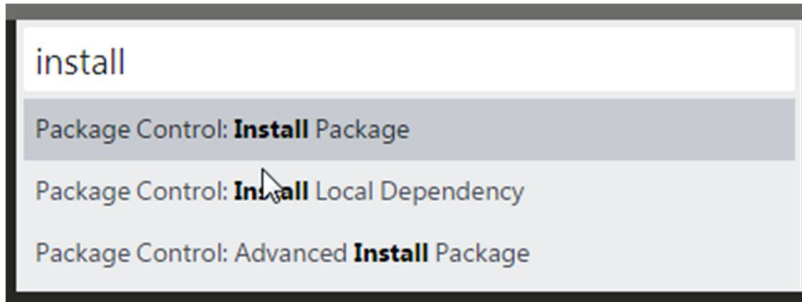 install
Package Control: Install Package
Package Control: Install Local Dependency
Package Control: Advanced Install Package